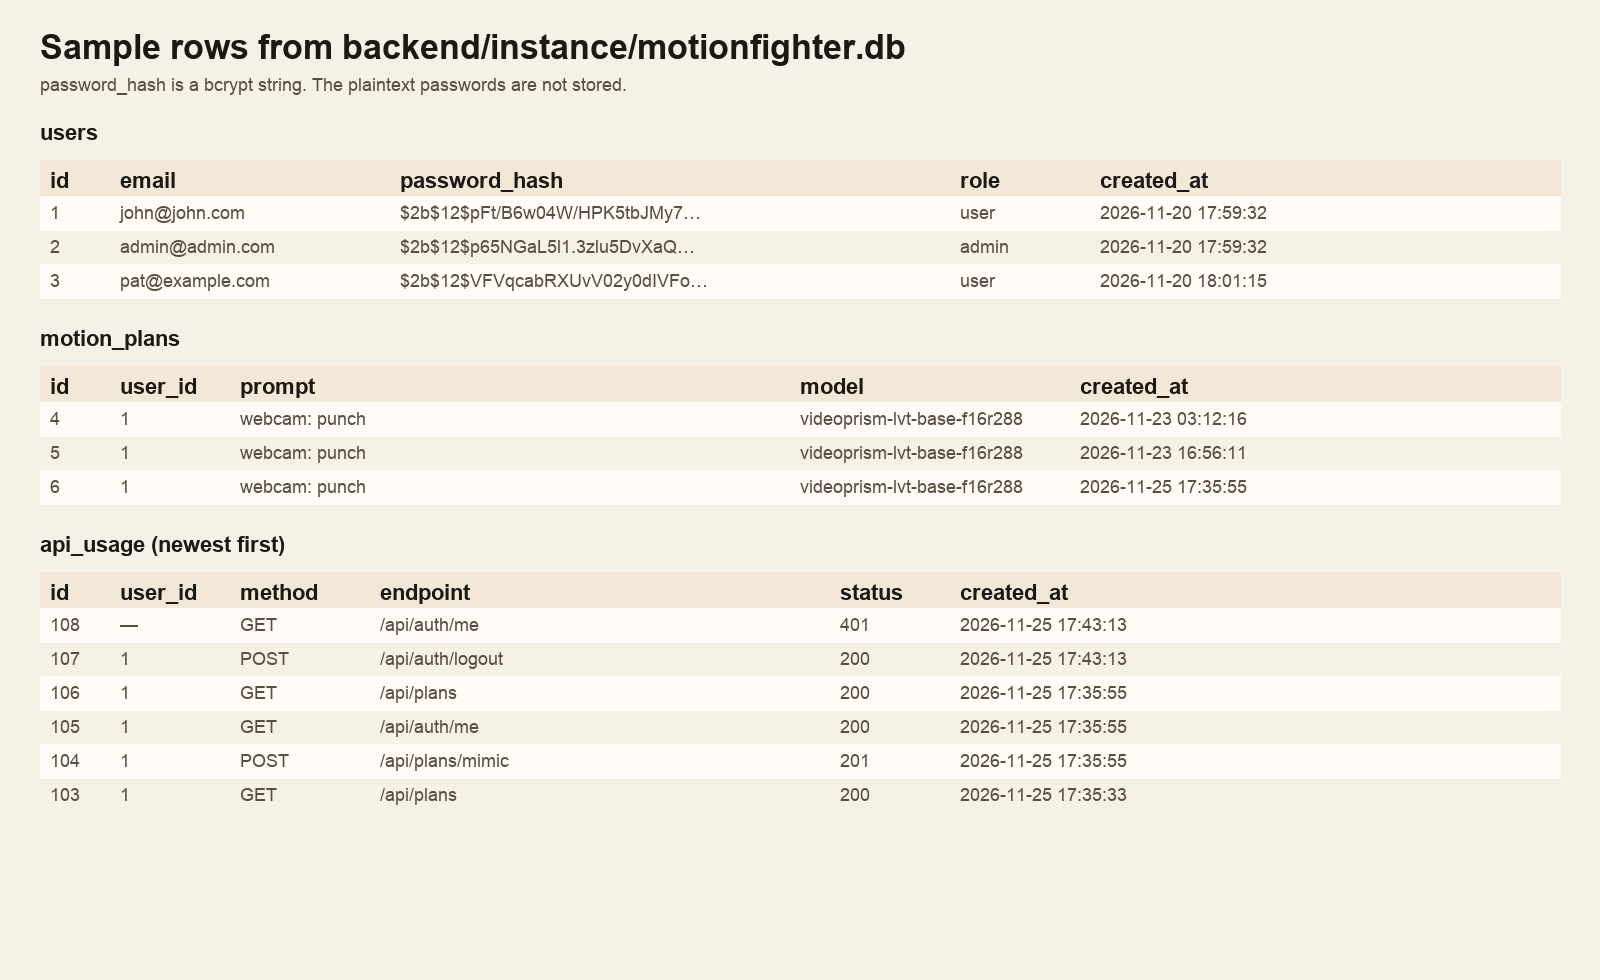 Sample rows from backend/instance/motionfighter.db
password_hash is a bcrypt string. The plaintext passwords are not stored.
users
id email password_hash role created_at
1 john@john.com $2b$12$pFt/B6w04W/HPK5tbJMy7… user 2026-11-20 17:59:32
2 admin@admin.com $2b$12$p65NGaL5l1.3zlu5DvXaQ… admin 2026-11-20 17:59:32
3 pat@example.com $2b$12$VFVqcabRXUvV02y0dIVFo… user 2026-11-20 18:01:15
motion_plans
id user_id prompt model created_at
4 1 webcam: punch videoprism-lvt-base-f16r288 2026-11-23 03:12:16
5 1 webcam: punch videoprism-lvt-base-f16r288 2026-11-23 16:56:11
6 1 webcam: punch videoprism-lvt-base-f16r288 2026-11-25 17:35:55
api_usage (newest first)
id user_id method endpoint status created_at
108 — GET /api/auth/me 401 2026-11-25 17:43:13
107 1 POST /api/auth/logout 200 2026-11-25 17:43:13
106 1 GET /api/plans 200 2026-11-25 17:35:55
105 1 GET /api/auth/me 200 2026-11-25 17:35:55
104 1 POST /api/plans/mimic 201 2026-11-25 17:35:55
103 1 GET /api/plans 200 2026-11-25 17:35:33